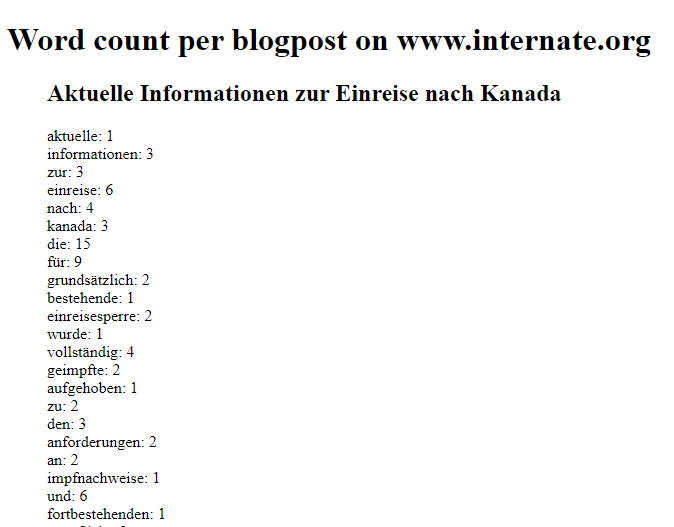 Word count per blogpost on www.internate.org
Aktuelle Informationen zur Einreise nach Kanada
aktuelle: 1
informationen: 3
zur: 3
einreise: 6
nach: 4
kanada: 3
die: 15
für: 9
grundsätzlich: 2
bestehende: 1
einreisesperre: 2
wurde: 1
vollständig: 4
geimpfte: 2
aufgehoben: 1
zu: 2
den: 3
anforderungen: 2
an: 2
impfnachweise: 1
und: 6
fortbestehenden: 1